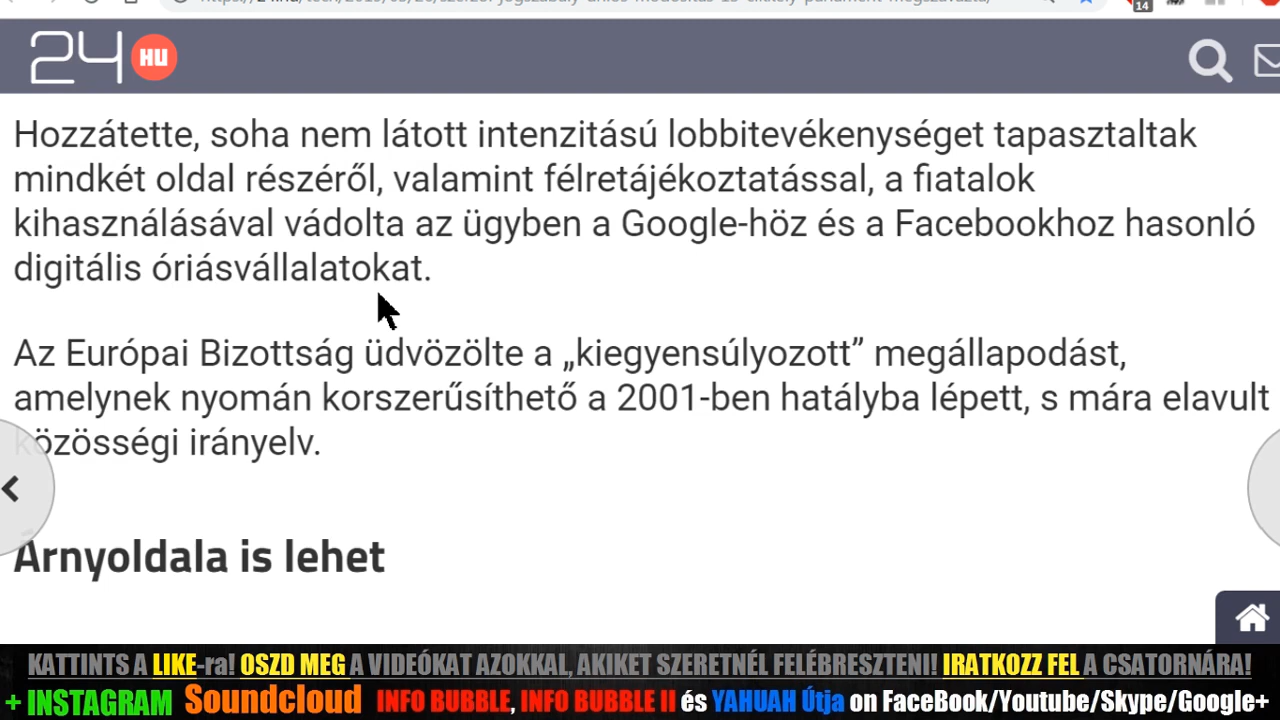 14
24 HU
Hozzátette, soha nem látott intenzitású lobbitevékenységet tapasztaltak
mindkét oldal részéről, valamint félretájékoztatással, a fiatalok
kihasználásával vádolta az ügyben a Google-höz és a Facebookhoz hasonló
digitális óriásvállalatokat.
Az Európai Bizottság üdvözölte a „kiegyensúlyozott” megállapodást,
amelynek nyomán korszerűsíthető a 2001-ben hatályba lépett, s mára elavult
közösségi irányelv.
Árnyoldala is lehet
KATTINTS A LIKE-ra! OSZD MEG A VIDEÓKAT AZOKKAL, AKIKET SZERETNÉL FELÉBRESZTENI! IRATKOZZ FEL A CSATORNÁRA!
+ INSTAGRAM Soundcloud INFO BUBBLE, INFO BUBBLE II és YAHUAH Útja on FaceBook/Youtube/Skype/Google+